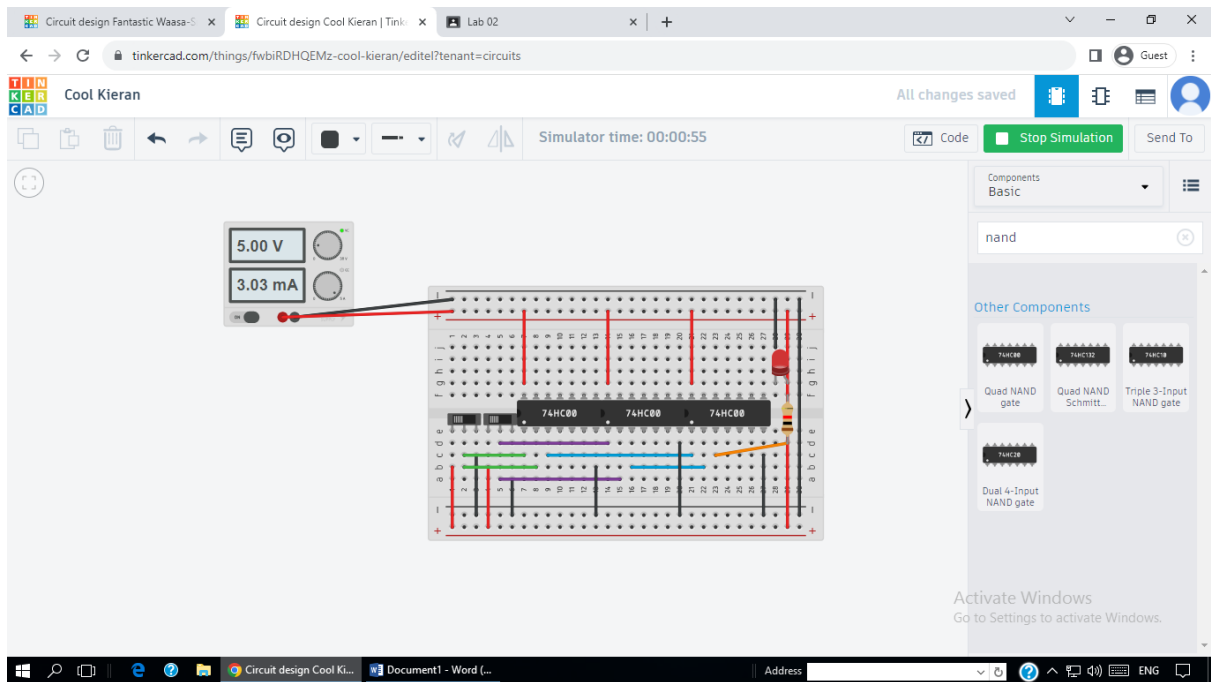 Circuit design Fantastic Waasa-S
Circuit design Cool Kieran | Tink
Lab 02
tinkercad.com/things/fwbiRDHQEMz-cool-kieran/editel?tenant=circuits
Guest
TIN
KER
CAD
Cool Kieran
All changes saved
Simulator time: 00:00:55
Code
Stop Simulation
Send To
Components
Basic
nand
5.00 V
3.03 mA
Other Components
74HC00
74HC132
74HC10
Quad NAND gate
Quad NAND Schmitt...
Triple 3-Input NAND gate
74HC20
Dual 4-Input NAND gate
74HC00
74HC00
74HC00
Activate Windows
Go to Settings to activate Windows.
Circuit design Cool Ki...
Document1 - Word (...
Address
ENG